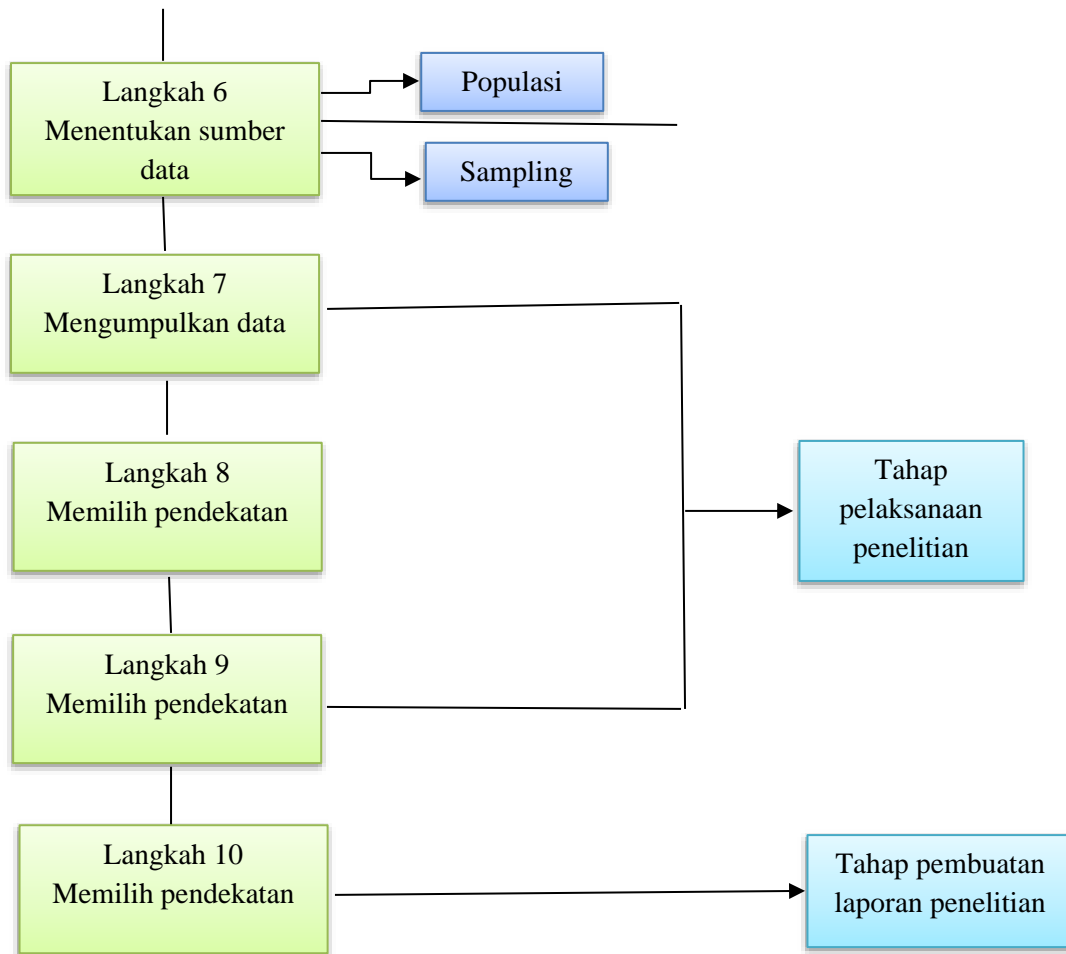 Langkah 6
Menentukan sumber
data
Populasi
Sampling
Langkah 7
Mengumpulkan data
Langkah 8
Memilih pendekatan
Tahap
pelaksanaan
penelitian
Langkah 9
Memilih pendekatan
Langkah 10
Memilih pendekatan
Tahap pembuatan
laporan penelitian